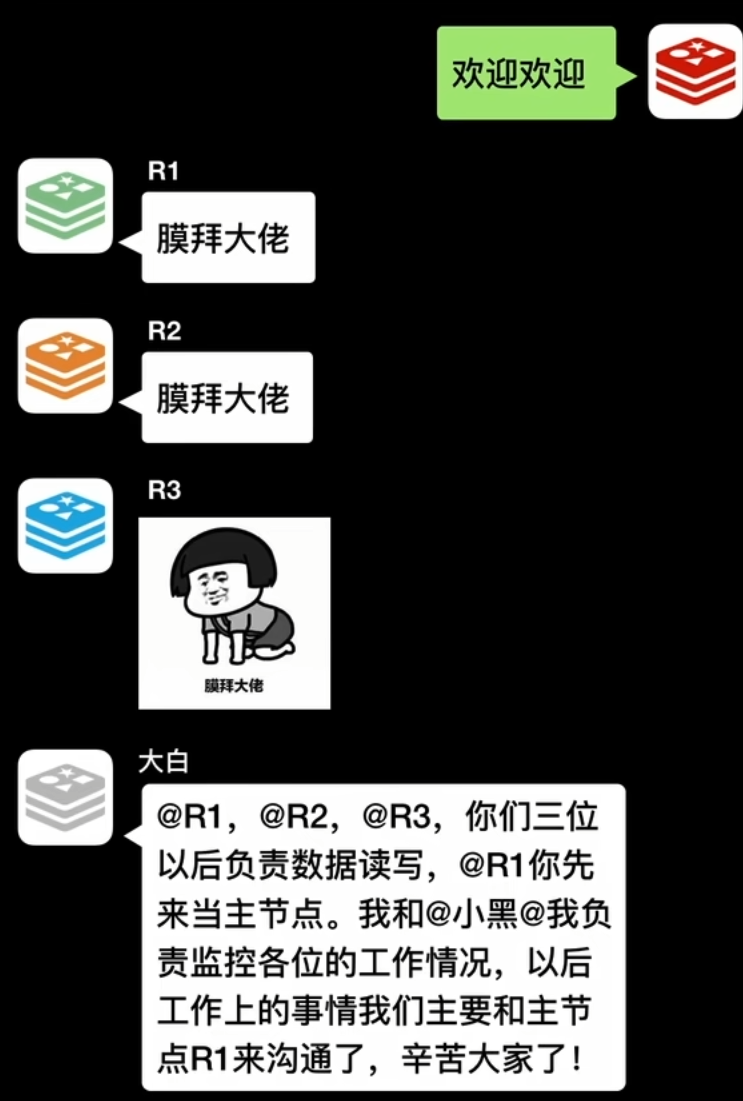 欢迎欢迎
R1
膜拜大佬
R2
膜拜大佬
R3
膜拜大佬
大白
@R1，@R2，@R3，你们三位
以后负责数据读写，@R1你先
来当主节点。我和@小黑@我负
责监控各位的工作情况，以后
工作上的事情我们主要和主节
点R1来沟通了，辛苦大家了！